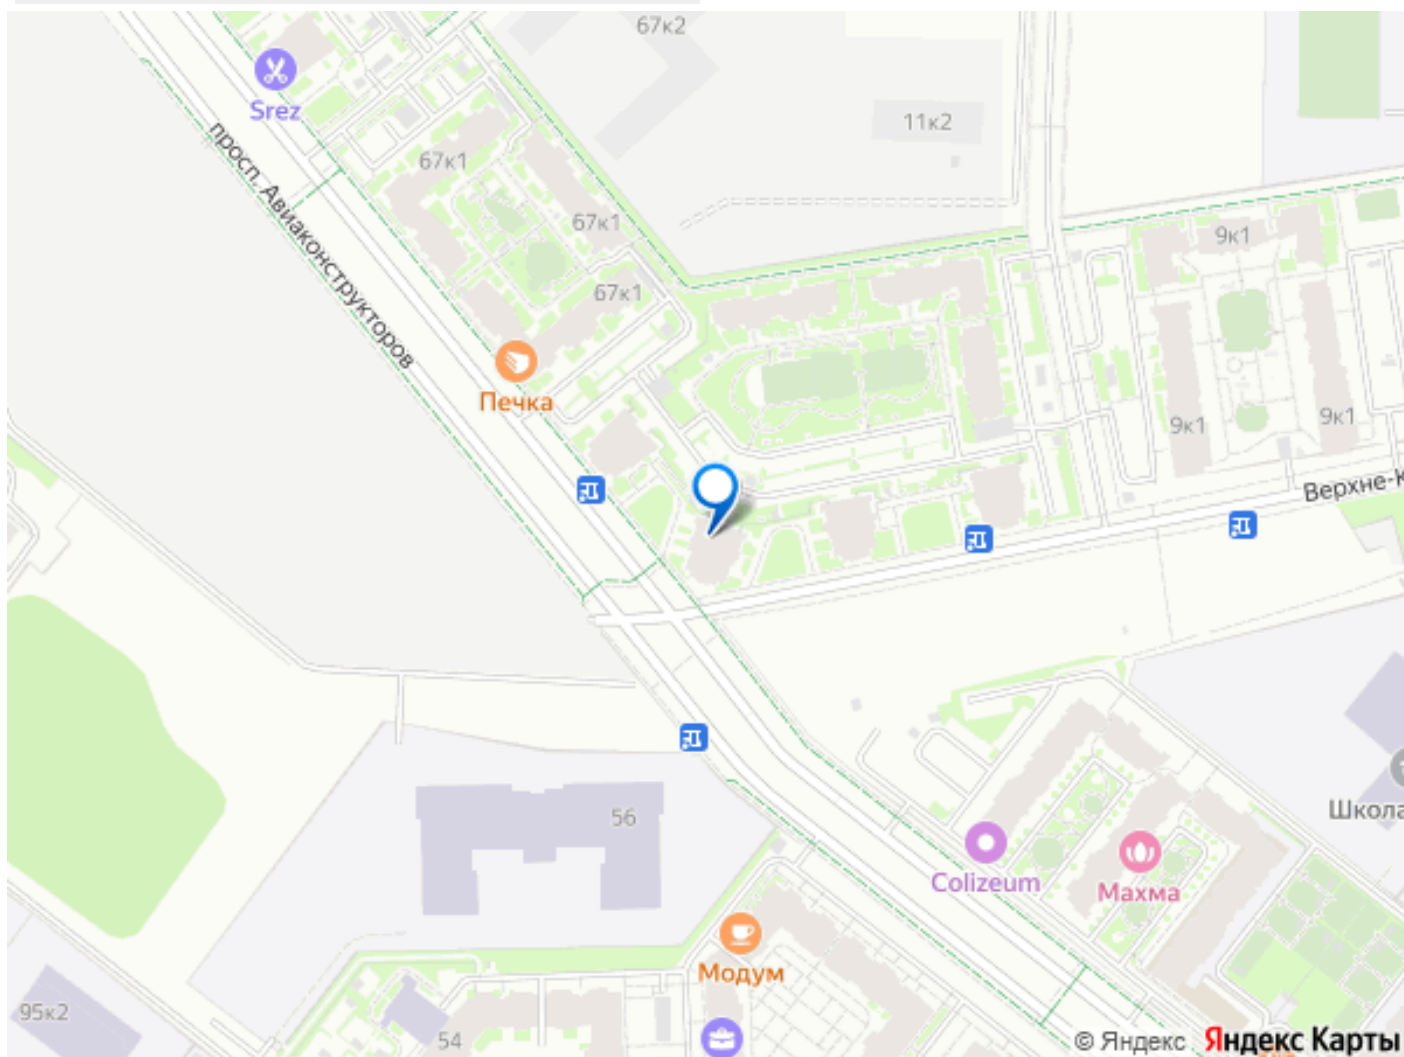 67к2
Srez
11к2
просп. Авиаконструкторов
67к1
67к1
9к1
67к1
Печка
9к1
9к1
Верхне-К
56
Школа
Colizeum
Махма
Модум
95к2
54
© Яндекс Яндекс Карты